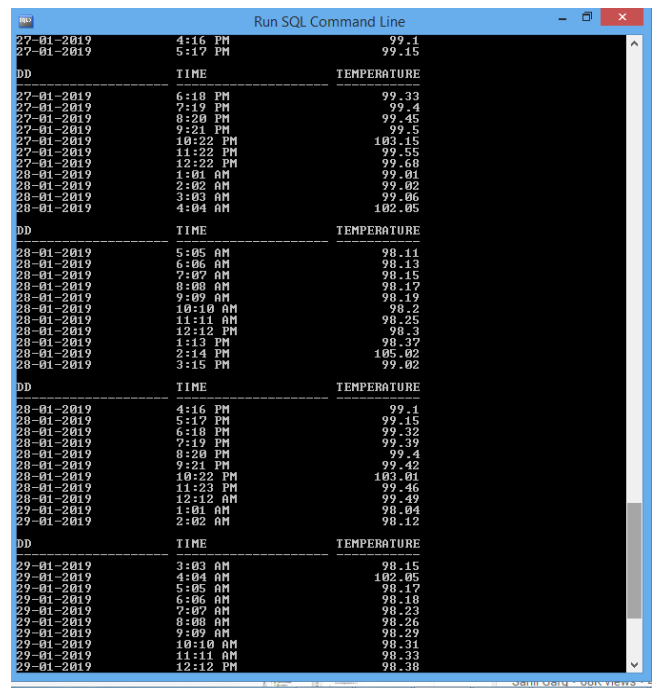 Run SQL Command Line
27-01-2019 4:16 PM 99.1
27-01-2019 5:17 PM 99.15
DD TIME TEMPERATURE
27-01-2019 6:18 PM 99.33
27-01-2019 7:19 PM 99.4
27-01-2019 8:20 PM 99.45
27-01-2019 9:21 PM 99.5
27-01-2019 10:22 PM 103.15
27-01-2019 11:22 PM 99.55
27-01-2019 12:22 PM 99.68
28-01-2019 1:01 AM 99.01
28-01-2019 2:02 AM 99.02
28-01-2019 3:03 AM 99.06
28-01-2019 4:04 AM 102.05
DD TIME TEMPERATURE
28-01-2019 5:05 AM 98.11
28-01-2019 6:06 AM 98.13
28-01-2019 7:07 AM 98.15
28-01-2019 8:08 AM 98.17
28-01-2019 9:09 AM 98.19
28-01-2019 10:10 AM 98.2
28-01-2019 11:11 AM 98.25
28-01-2019 12:12 PM 98.3
28-01-2019 1:13 PM 98.37
28-01-2019 2:14 PM 105.02
28-01-2019 3:15 PM 99.02
DD TIME TEMPERATURE
28-01-2019 4:16 PM 99.1
28-01-2019 5:17 PM 99.15
28-01-2019 6:18 PM 99.32
28-01-2019 7:19 PM 99.39
28-01-2019 8:20 PM 99.4
28-01-2019 9:21 PM 99.42
28-01-2019 10:22 PM 103.01
28-01-2019 11:23 PM 99.46
28-01-2019 12:12 AM 99.49
29-01-2019 1:01 AM 98.04
29-01-2019 2:02 AM 98.12
DD TIME TEMPERATURE
29-01-2019 3:03 AM 98.15
29-01-2019 4:04 AM 102.05
29-01-2019 5:05 AM 98.17
29-01-2019 6:06 AM 98.18
29-01-2019 7:07 AM 98.23
29-01-2019 8:08 AM 98.26
29-01-2019 9:09 AM 98.29
29-01-2019 10:10 AM 98.31
29-01-2019 11:11 AM 98.33
29-01-2019 12:12 PM 98.38